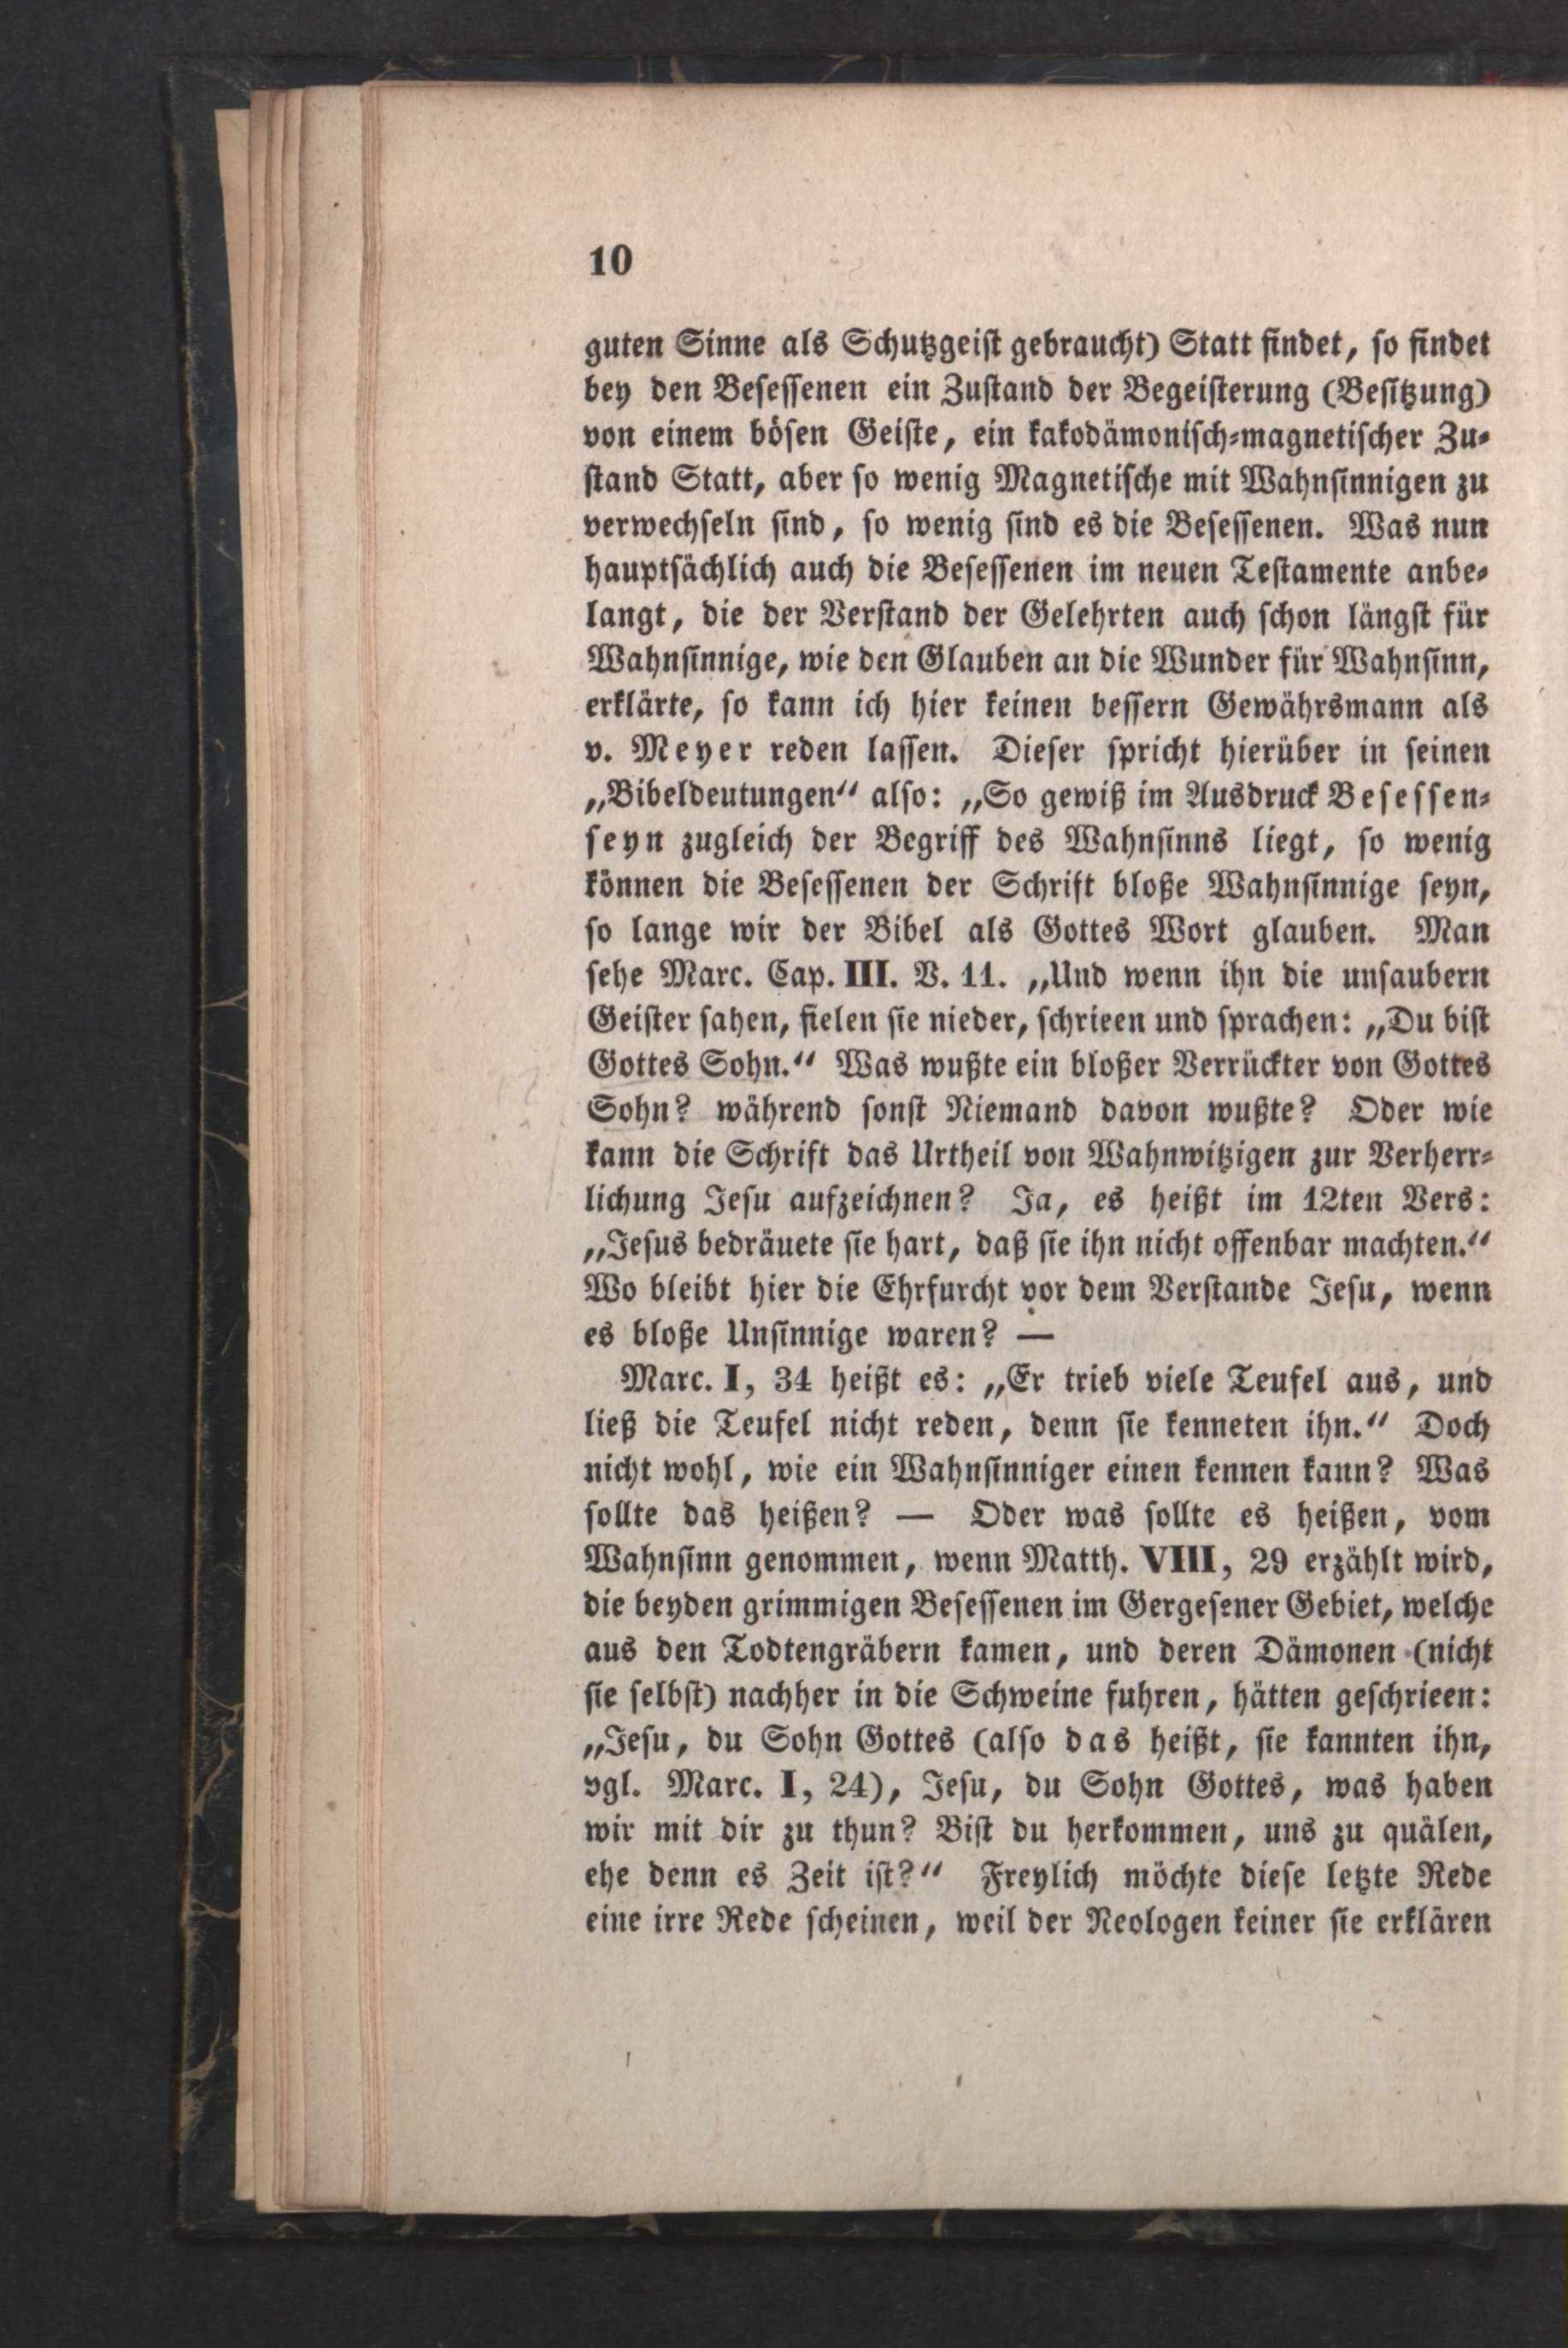 10
guten Sinne als Schutzgeist gebraucht) Statt findet, so findet
bey den Besessenen ein Zustand der Begeisterung (Besitzung)
von einem bösen Geiste, ein kakodämonisch-magnetischer Zu-
stand Statt, aber so wenig Magnetische mit Wahnsinnigen zu
verwechseln sind, so wenig sind es die Besessenen. Was nun
hauptsächlich auch die Besessenen im neuen Testamente anbe-
langt, die der Verstand der Gelehrten auch schon längst für
Wahnsinnige, wie den Glauben an die Wunder für Wahnsinn,
erklärte, so kann ich hier keinen bessern Gewährsmann als
v. Meyer reden lassen. Dieser spricht hierüber in seinen
„Bibeldeutungen“ also: „So gewiß im Ausdruck Besessen-
seyn zugleich der Begriff des Wahnsinns liegt, so wenig
können die Besessenen der Schrift bloße Wahnsinnige seyn,
so lange wir der Bibel als Gottes Wort glauben. Man
sehe Marc. Cap. III. V. 11. „Und wenn ihn die unsaubern
Geister sahen, fielen sie nieder, schrieen und sprachen: „Du bist
Gottes Sohn.“ Was wußte ein bloßer Verrückter von Gottes
Sohn? während sonst Niemand davon wußte? Oder wie
kann die Schrift das Urtheil von Wahnwitzigen zur Verherr-
lichung Jesu aufzeichnen? Ja, es heißt im 12ten Vers:
„Jesus bedräuete sie hart, daß sie ihn nicht offenbar machten.“
Wo bleibt hier die Ehrfurcht vor dem Verstande Jesu, wenn
es bloße Unsinnige waren? —
Marc. I, 34 heißt es: „Er trieb viele Teufel aus, und
ließ die Teufel nicht reden, denn sie kenneten ihn.“ Doch
nicht wohl, wie ein Wahnsinniger einen kennen kann? Was
sollte das heißen? — Oder was sollte es heißen, vom
Wahnsinn genommen, wenn Matth. VIII, 29 erzählt wird,
die beyden grimmigen Besessenen im Gergesener Gebiet, welche
aus den Todtengräbern kamen, und deren Dämonen (nicht
sie selbst) nachher in die Schweine fuhren, hätten geschrieen:
„Jesu, du Sohn Gottes (also das heißt, sie kannten ihn,
vgl. Marc. I, 24), Jesu, du Sohn Gottes, was haben
wir mit dir zu thun? Bist du herkommen, uns zu quälen,
ehe denn es Zeit ist?“ Freylich möchte diese letzte Rede
eine irre Rede scheinen, weil der Neologen keiner sie erklären